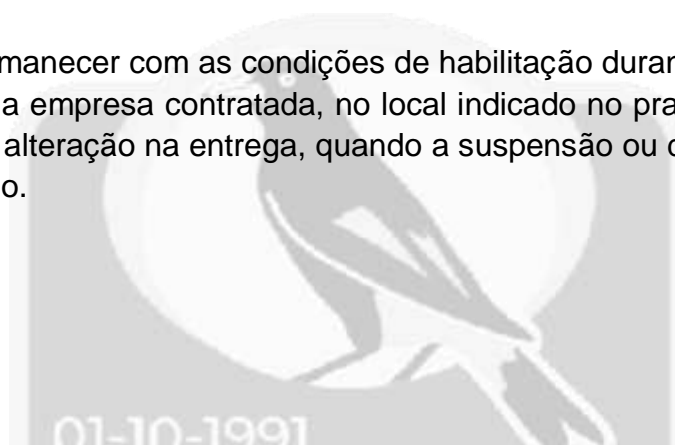 manecer com as condições de habilitação duran
a empresa contratada, no local indicado no pra
alteração na entrega, quando a suspensão ou
o.
01-10-1991